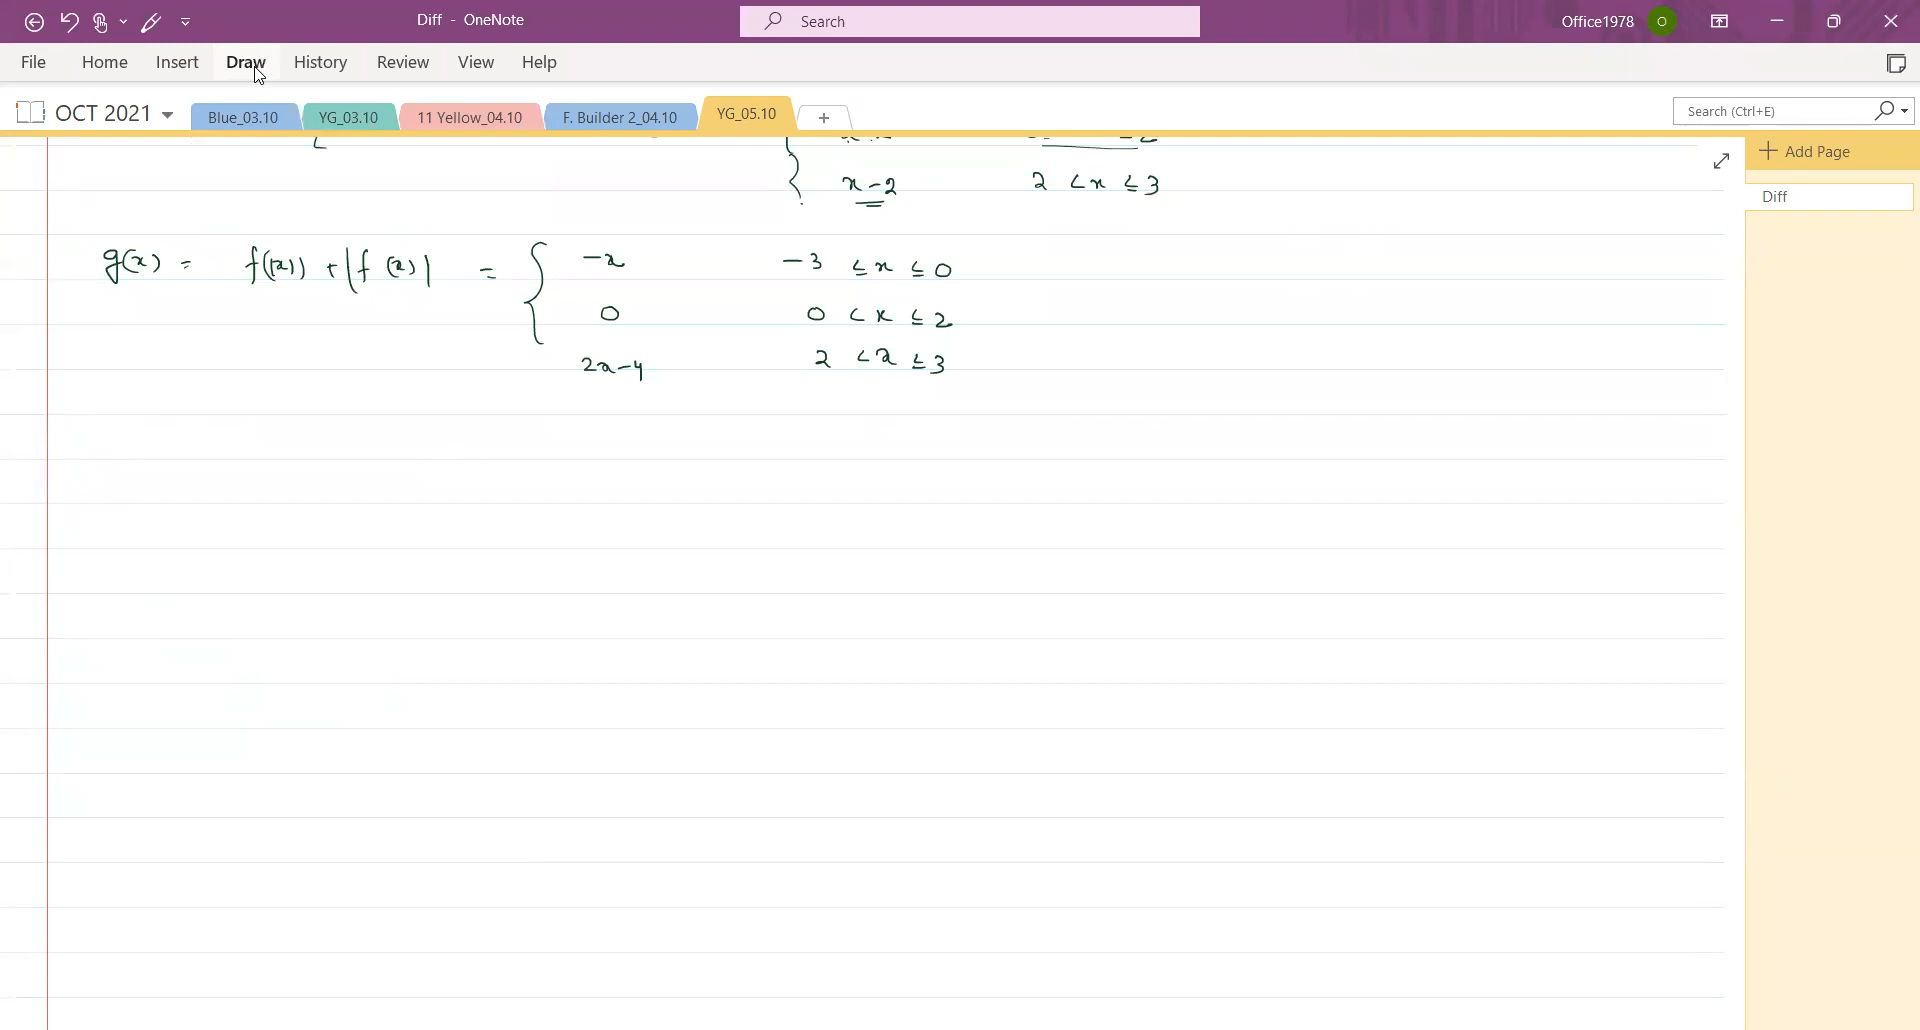 Diff - OneNote
Search
Office1978
O
File Home Insert Draw History Review View Help
OCT 2021
Blue_03.10
YG_03.10
11 Yellow_04.10
F. Builder 2_04.10
YG_05.10
+
Search (Ctrl+E)
Add Page
Diff
x-2 2 < x ≤ 3
g(x) = f(|x|) + |f(x)| = { -x -3 ≤ x ≤ 0
0 0 < x ≤ 2
2x-4 2 < x ≤ 3